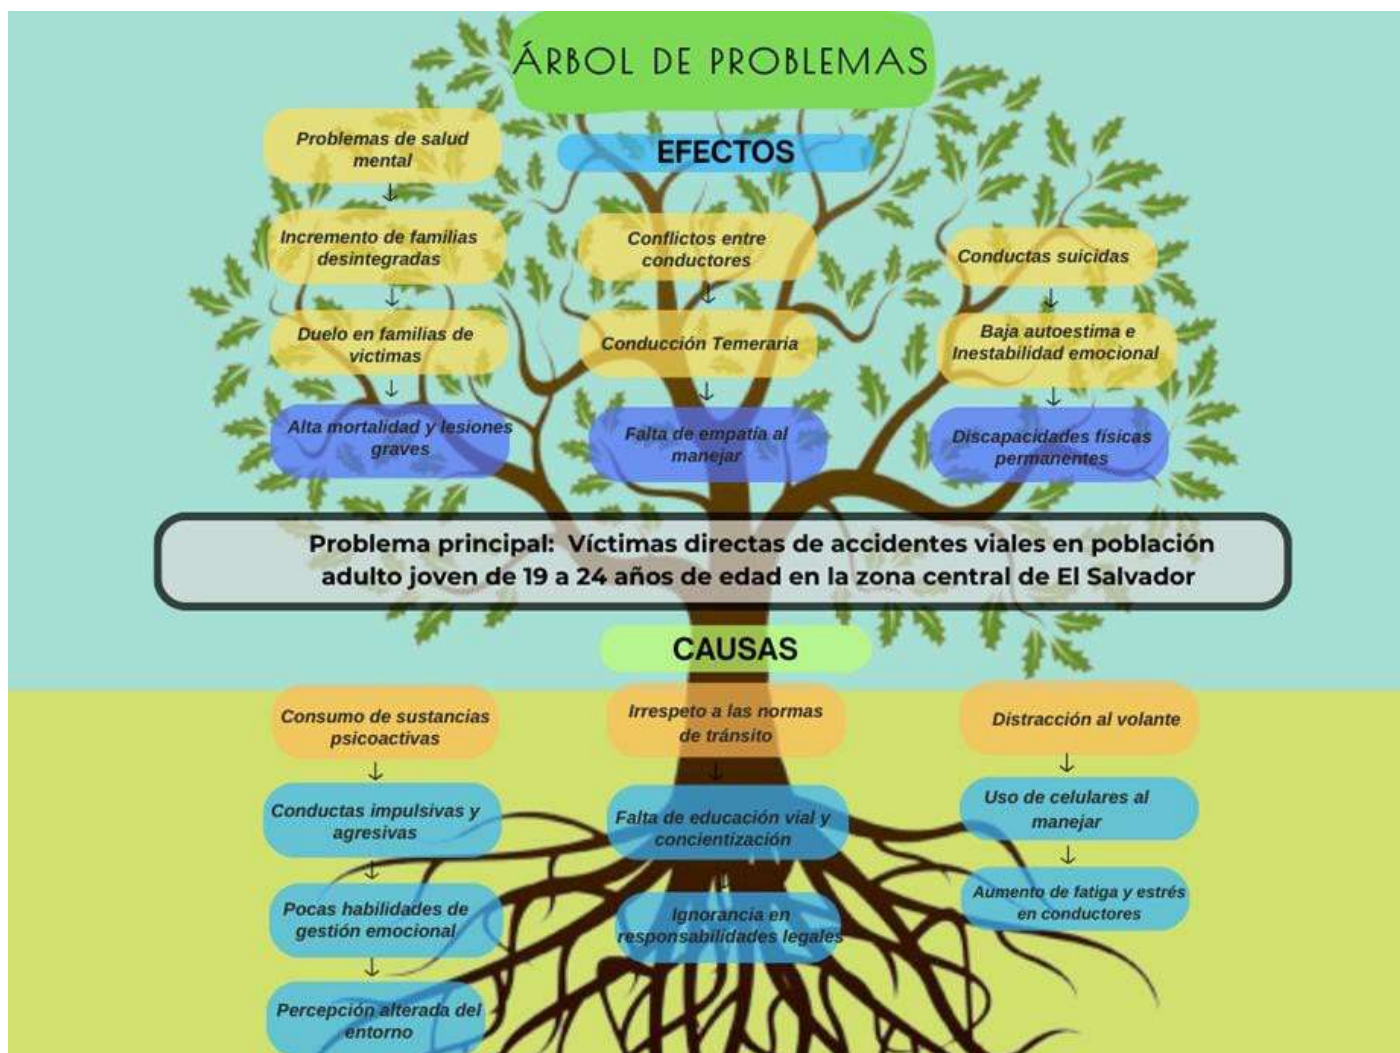 ÁRBOL DE PROBLEMAS
EFECTOS
Problemas de salud
mental
↓
Incremento de familias
desintegradas
↓
Duelo en familias de
victimas
↓
Alta mortalidad y lesiones
graves
Conflictos entre
conductores
↓
Conducción Temeraria
↓
Falta de empatía al
manejar
Conductas suicidas
↓
Baja autoestima e
Inestabilidad emocional
↓
Discapacidades físicas
permanentes
Problema principal: Víctimas directas de accidentes viales en población
adulto joven de 19 a 24 años de edad en la zona central de El Salvador
CAUSAS
Consumo de sustancias
psicoactivas
↓
Conductas impulsivas y
agresivas
↓
Pocas habilidades de
gestión emocional
↓
Percepción alterada del
entorno
Irrespeto a las normas
de tránsito
↓
Falta de educación vial y
concientización
↓
Ignorancia en
responsabilidades legales
Distracción al volante
↓
Uso de celulares al
manejar
↓
Aumento de fatiga y estrés
en conductores